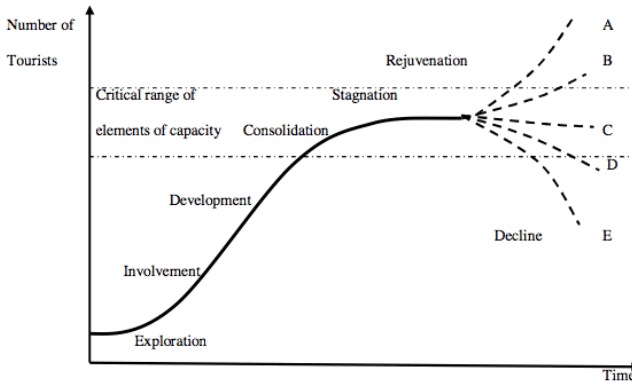 Number of
Tourists
A
Rejuvenation
B
Critical range of
Stagnation
elements of capacity
Consolidation
C
D
Development
Decline
E
Involvement
Exploration
Time